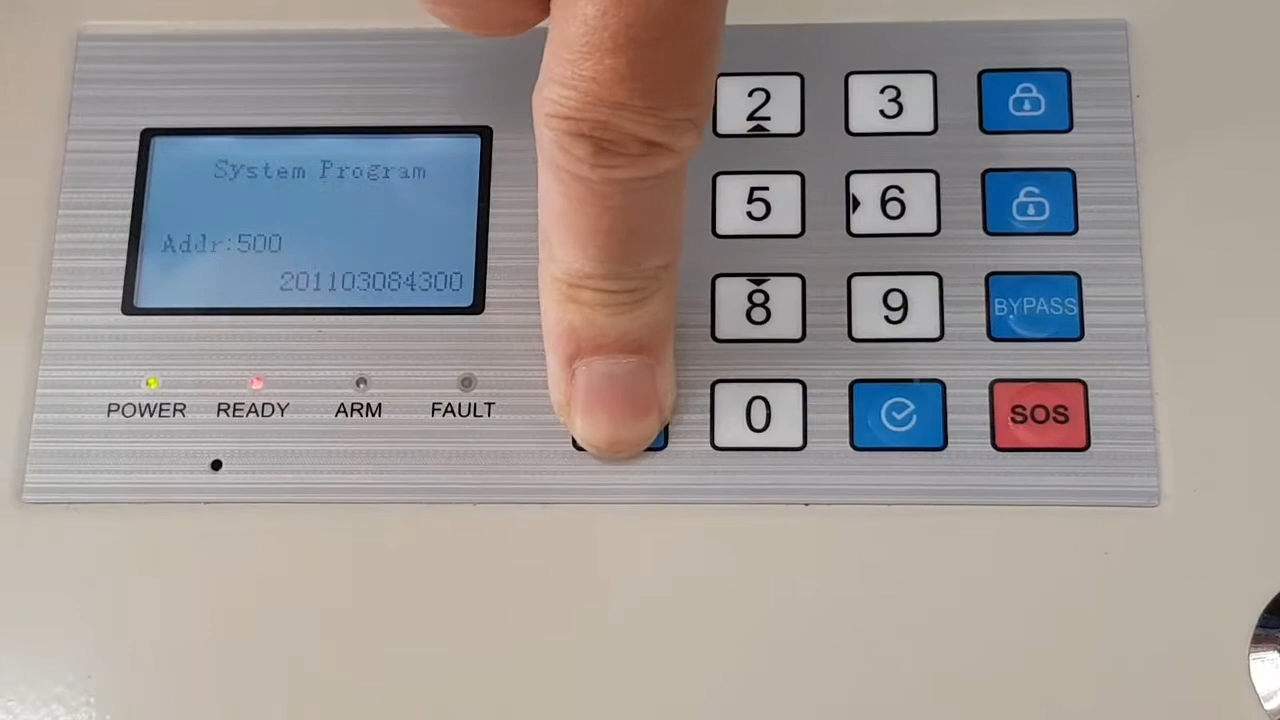 System Program
Addr:500
201103084300
POWER READY ARM FAULT
2 3
5 6
8 9 BYPASS
0 SOS